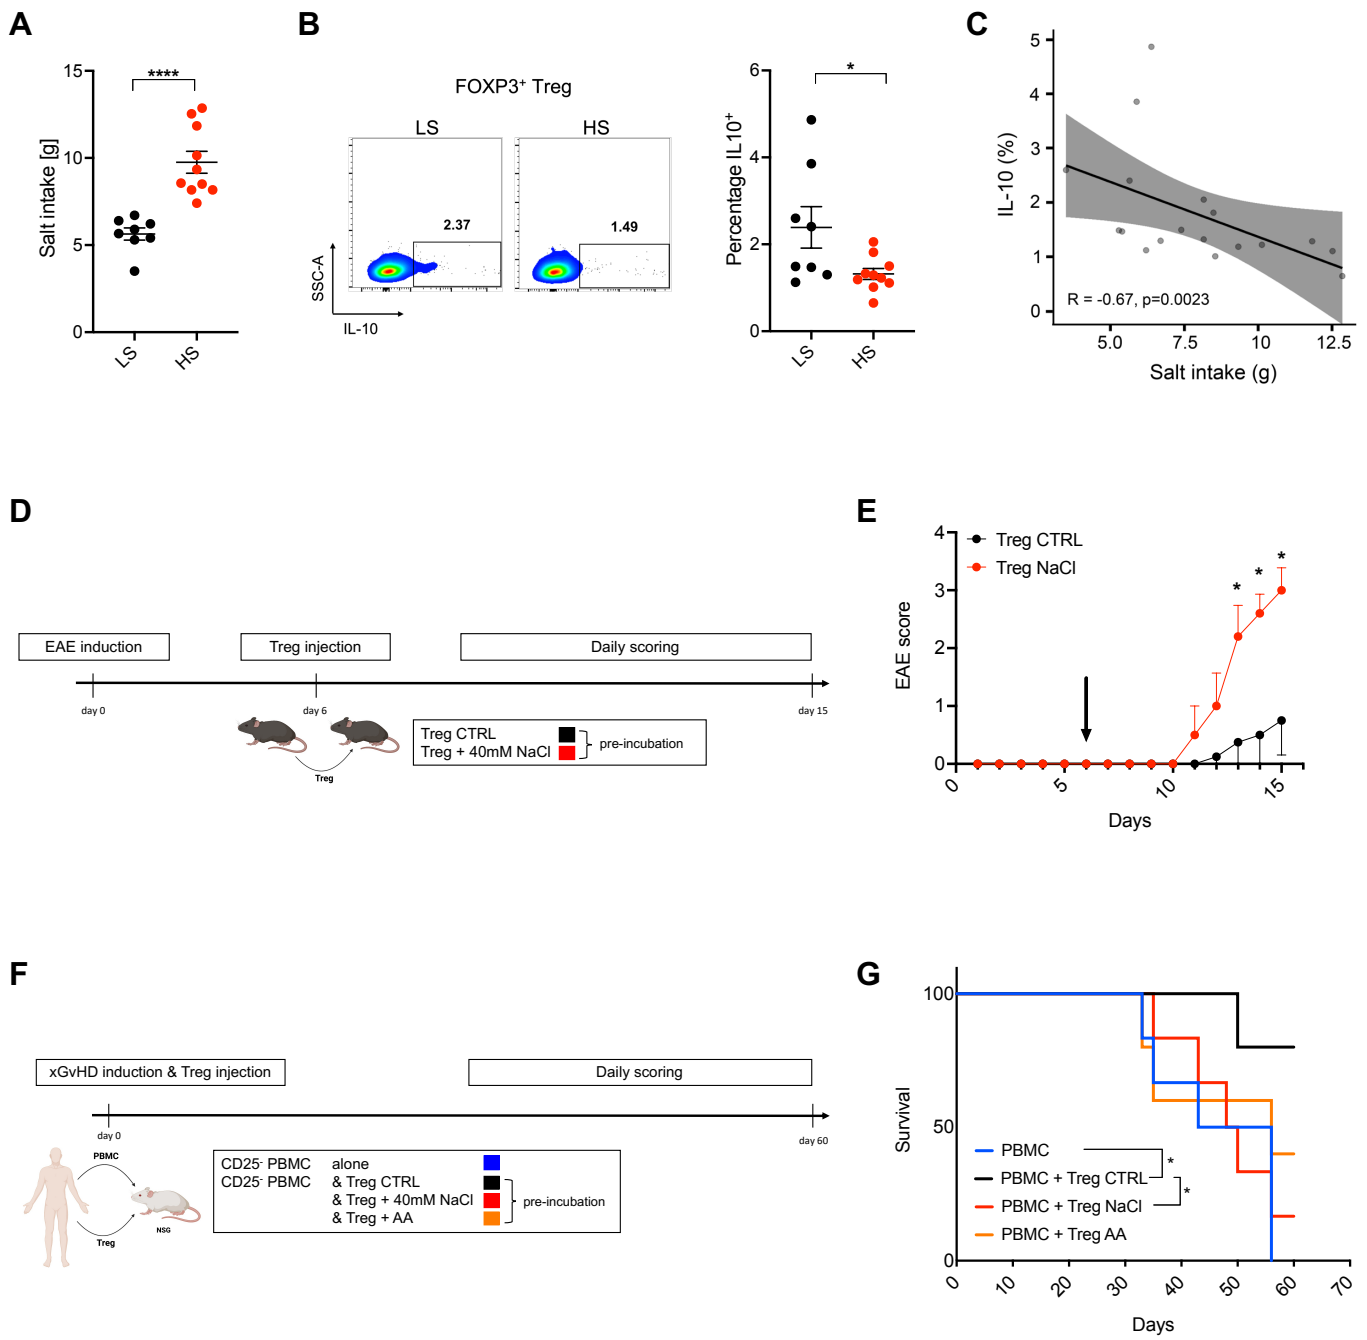 A
15
10
5
0
Salt intake [g]
****
LS
HS
B
FOXP3⁺ Treg
LS
HS
2.37
1.49
SSC-A
IL-10
6
4
2
0
Percentage IL10⁺
*
LS
HS
C
5
4
3
2
1
0
IL-10 (%)
R = -0.67, p=0.0023
5.0
7.5
10
12.5
Salt intake (g)
D
EAE induction
Treg injection
Daily scoring
day 0
day 6
day 15
Treg
Treg CTRL
Treg + 40mM NaCl
pre-incubation
E
4
3
2
1
0
EAE score
Treg CTRL
Treg NaCl
*
*
*
0
5
10
15
Days
F
xGvHD induction & Treg injection
Daily scoring
day 0
day 60
PBMC
Treg
NSG
CD25⁻ PBMC alone
CD25⁻ PBMC & Treg CTRL
& Treg + 40mM NaCl
& Treg + AA
pre-incubation
G
100
50
0
Survival
PBMC
PBMC + Treg CTRL
PBMC + Treg NaCl
PBMC + Treg AA
*
*
0
10
20
30
40
50
60
70
Days